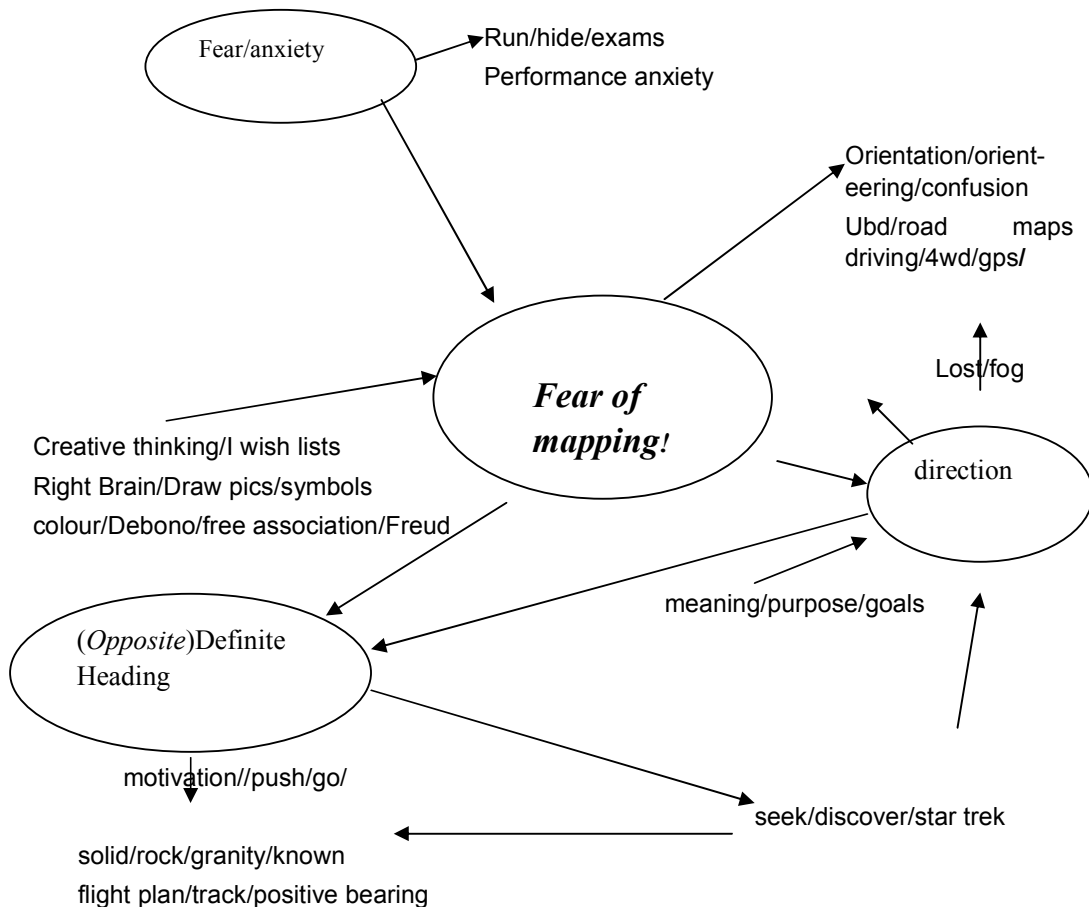 Fear/anxiety
Run/hide/exams
Performance anxiety
Orientation/orient-
eering/confusion
Ubd/road maps
driving/4wd/gps/
Lost/fog
Fear of
mapping!
Creative thinking/I wish lists
Right Brain/Draw pics/symbols
colour/Debono/free association/Freud
direction
meaning/purpose/goals
(Opposite)Definite
Heading
motivation//push/go/
seek/discover/star trek
solid/rock/granity/known
flight plan/track/positive bearing